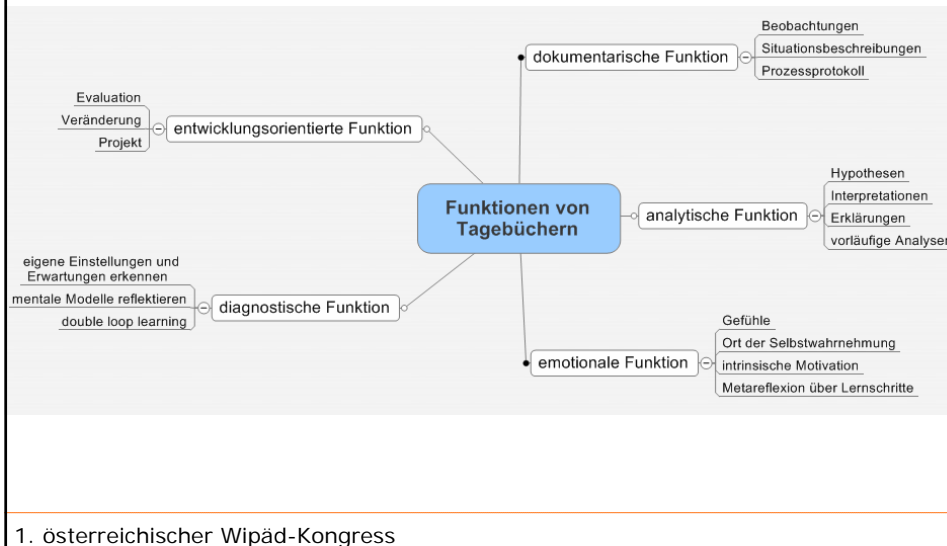 Funktionen von
Tagebüchern
dokumentarische Funktion
Beobachtungen
Situationsbeschreibungen
Prozessprotokoll
analytische Funktion
Hypothesen
Interpretationen
Erklärungen
vorläufige Analysen
emotionale Funktion
Gefühle
Ort der Selbstwahrnehmung
intrinsische Motivation
Metareflexion über Lernschritte
diagnostische Funktion
eigene Einstellungen und
Erwartungen erkennen
mentale Modelle reflektieren
double loop learning
entwicklungsorientierte Funktion
Evaluation
Veränderung
Projekt
1. österreichischer Wipäd-Kongress